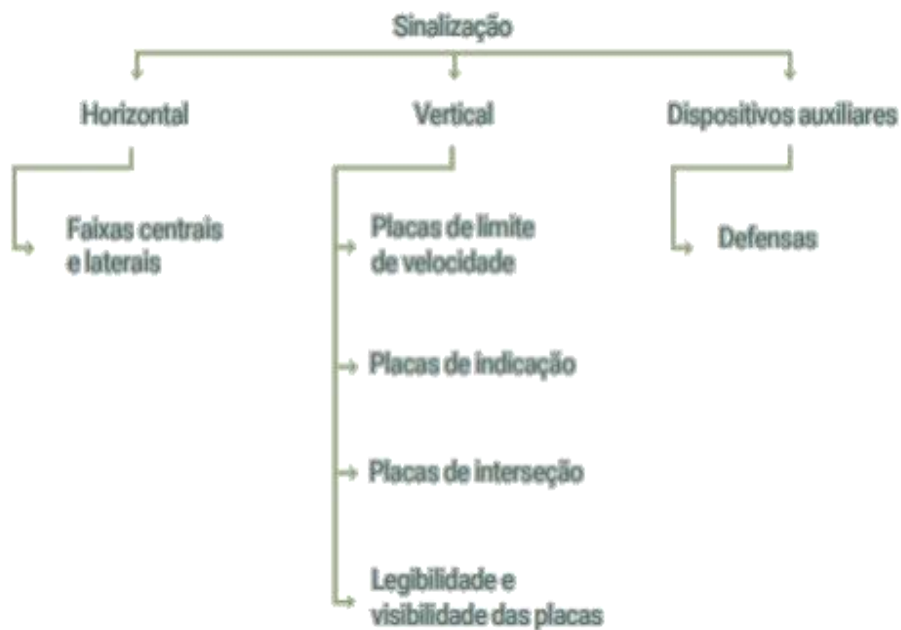 Sinalização
Horizontal
Vertical
Dispositivos auxiliares
Faixas centrais
e laterais
Placas de limite
de velocidade
Placas de indicação
Placas de interseção
Legibilidade e
visibilidade das placas
Defensas